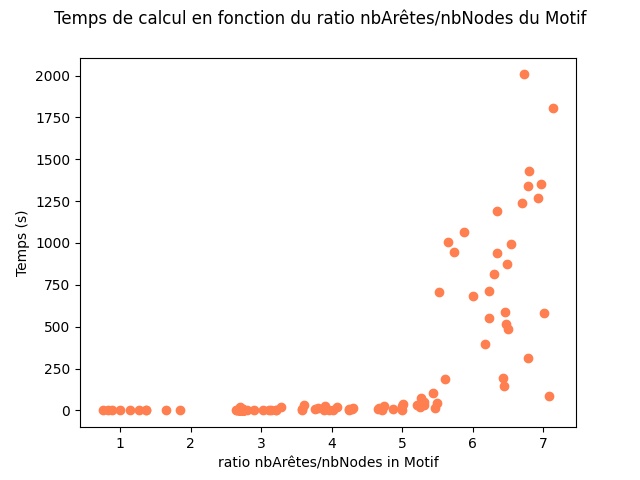 Temps de calcul en fonction du ratio nbArêtes/nbNodes du Motif
2000
1750
1500
1250
1000
750
500
250
0
Temps (s)
1 2 3 4 5 6 7
ratio nbArêtes/nbNodes in Motif